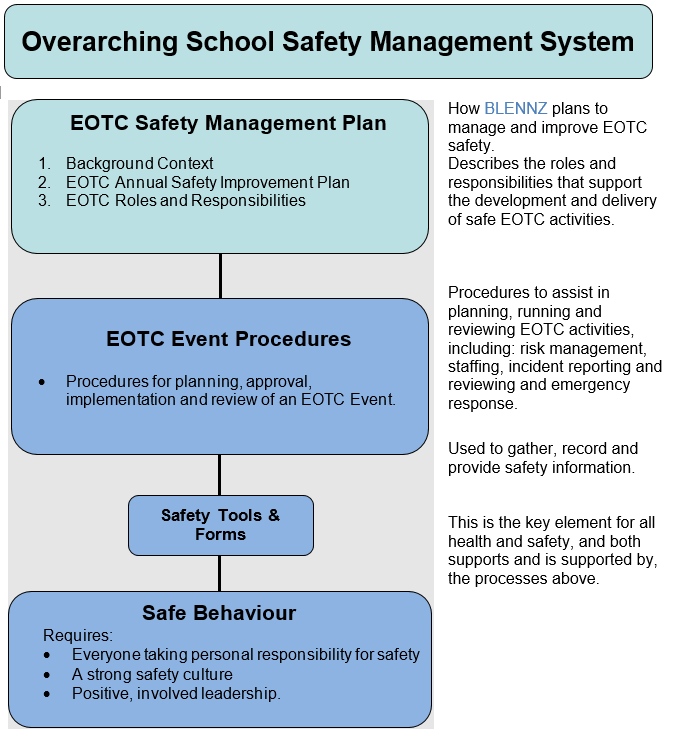 Overarching School Safety Management System
EOTC Safety Management Plan
1. Background Context
2. EOTC Annual Safety Improvement Plan
3. EOTC Roles and Responsibilities
How BLENNZ plans to
manage and improve EOTC
safety.
Describes the roles and
responsibilities that support
the development and delivery
of safe EOTC activities.
EOTC Event Procedures
• Procedures for planning, approval,
implementation and review of an EOTC Event.
Procedures to assist in
planning, running and
reviewing EOTC activities,
including: risk management,
staffing, incident reporting and
reviewing and emergency
response.
Safety Tools &
Forms
Used to gather, record and
provide safety information.
Safe Behaviour
Requires:
• Everyone taking personal responsibility for safety
• A strong safety culture
• Positive, involved leadership.
This is the key element for all
health and safety, and both
supports and is supported by,
the processes above.